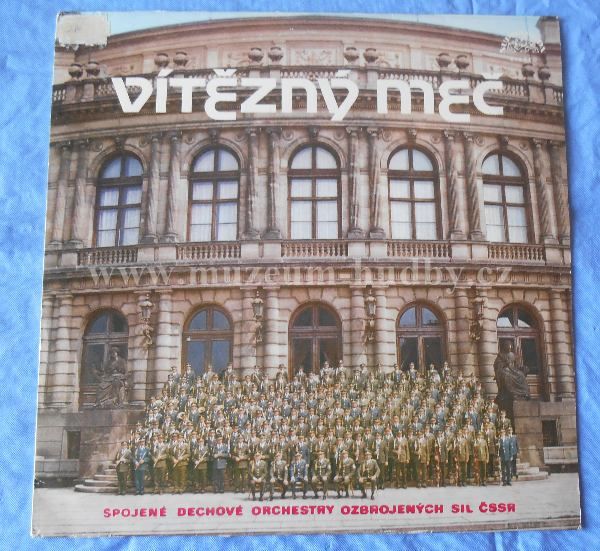 VÍTĚZNÝ MEČ
www.muzeum-hudby.cz
SPOJENÉ DECHOVÉ ORCHESTRY OZBROJENÝCH SIL ČSSR